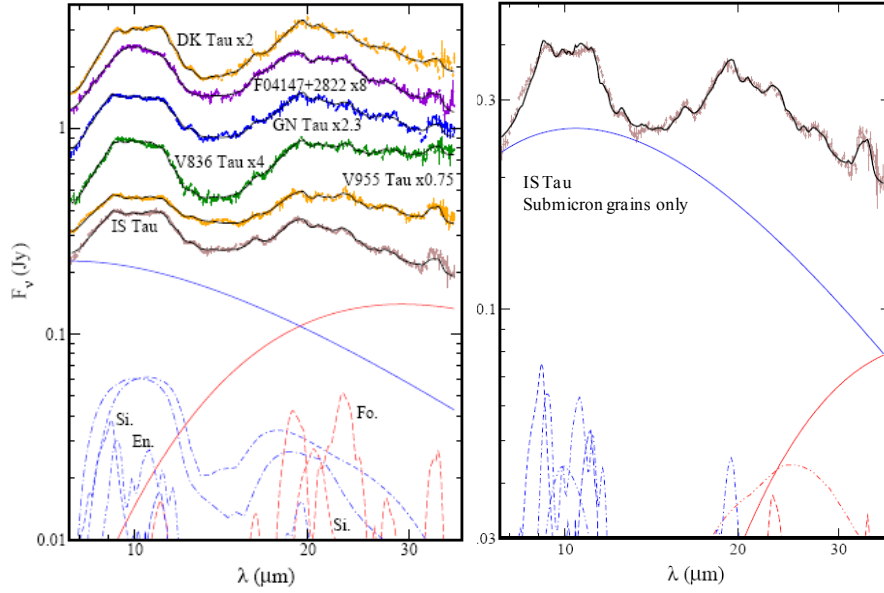 DK Tau x2
F04147+2822 x8
GN Tau x2.3
V836 Tau x4
V955 Tau x0.75
IS Tau
1
0.1
0.01
Fν (Jy)
Si.
En.
Fo.
Si.
10
20
30
λ (μm)
0.3
0.1
.03
IS Tau
Submicron grains only
10
20
30
λ (μm)